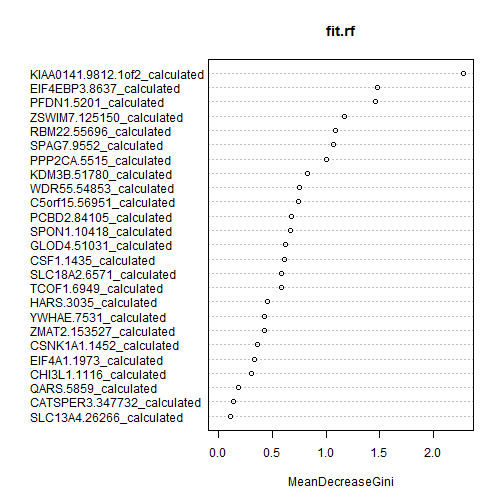 fit.rf
KIAA0141.9812.1of2_calculated
EIF4EBP3.8637_calculated
PFDN1.5201_calculated
ZSWIM7.125150_calculated
RBM22.55696_calculated
SPAG7.9552_calculated
PPP2CA.5515_calculated
KDM3B.51780_calculated
WDR55.54853_calculated
C5orf15.56951_calculated
PCBD2.84105_calculated
SPON1.10418_calculated
GLOD4.51031_calculated
CSF1.1435_calculated
SLC18A2.6571_calculated
TCOF1.6949_calculated
HARS.3035_calculated
YWHAE.7531_calculated
ZMAT2.153527_calculated
CSNK1A1.1452_calculated
EIF4A1.1973_calculated
CHI3L1.1116_calculated
QARS.5859_calculated
CATSPER3.347732_calculated
SLC13A4.26266_calculated
0.0 0.5 1.0 1.5 2.0
MeanDecreaseGini